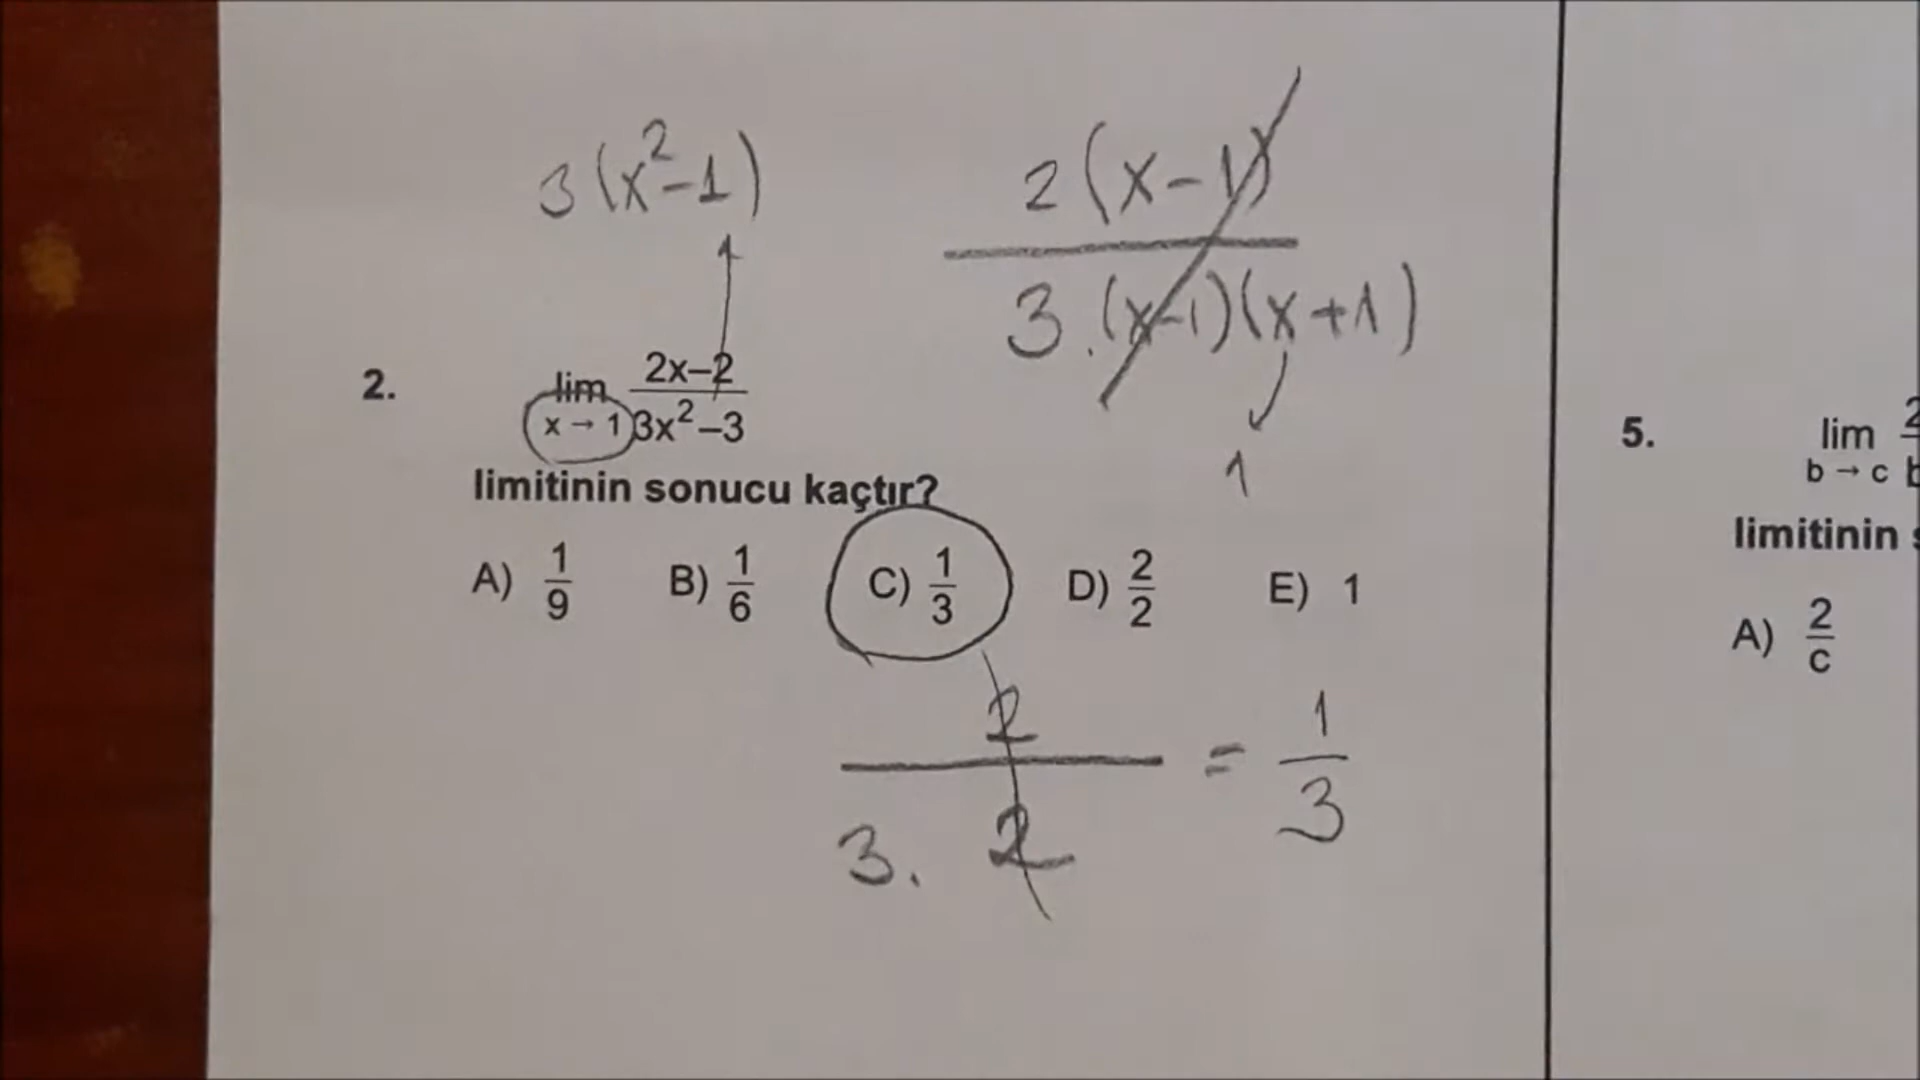 3(x²-1)
2(x-1)
3.(x-1)(x+1)
1
2.
lim 2x–2
x → 1 3x²–3
limitinin sonucu kaçtır?
A) 1/9 B) 1/6 C) 1/3 D) 2/2 E) 1
2/3.2 = 1/3
5.
lim 2
b → c
limitinin
A) 2/c